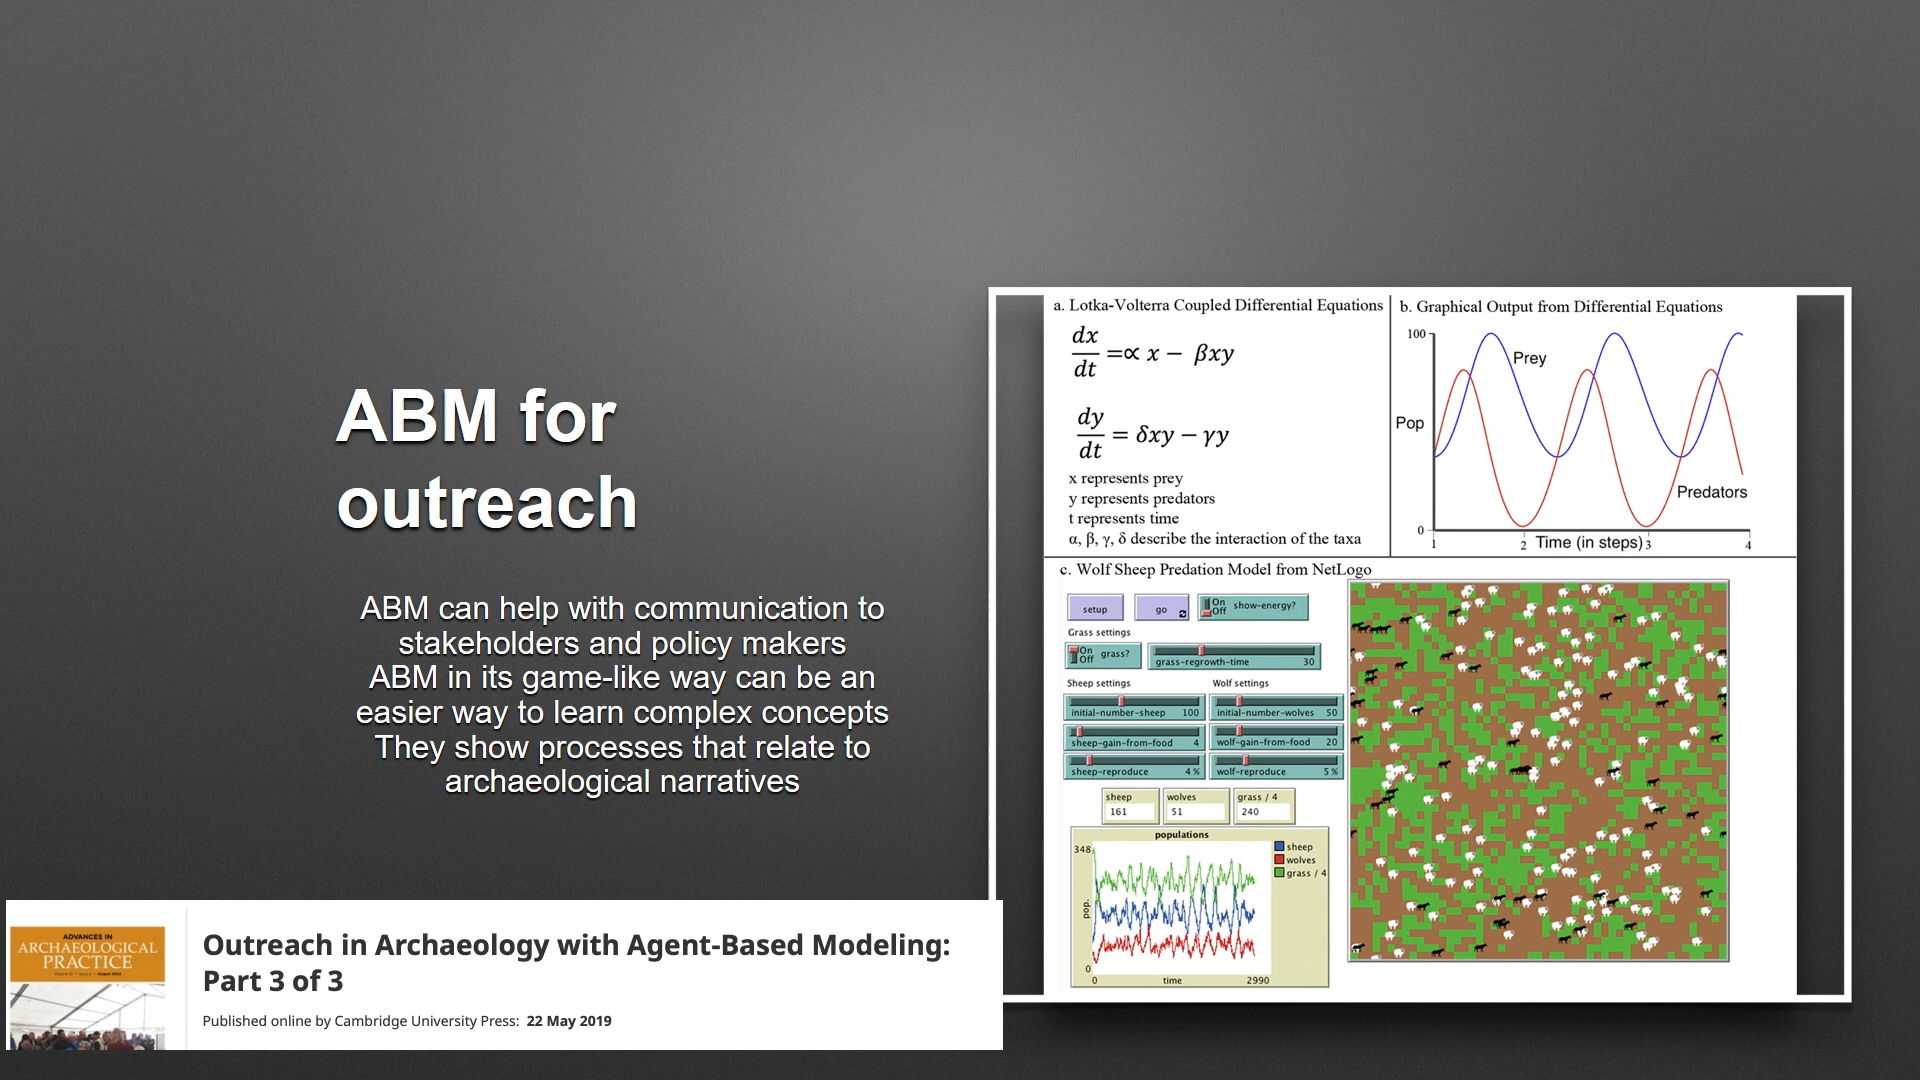 ABM for
outreach
ABM can help with communication to
stakeholders and policy makers
ABM in its game-like way can be an
easier way to learn complex concepts
They show processes that relate to
archaeological narratives
ADVANCES IN
ARCHAEOLOGICAL
PRACTICE
Outreach in Archaeology with Agent-Based Modeling:
Part 3 of 3
Published online by Cambridge University Press: 22 May 2019
a. Lotka-Volterra Coupled Differential Equations
dx
dt
=∝ x − βxy
dy
dt
= δxy − γy
x represents prey
y represents predators
t represents time
α, β, γ, δ describe the interaction of the taxa
b. Graphical Output from Differential Equations
100
Prey
Pop
Predators
0
1
2
Time (in steps)
3
4
c. Wolf Sheep Predation Model from NetLogo
setup
go
On
Off
show-energy?
Grass settings
On
Off
grass?
grass-regrowth-time 30
Sheep settings
Wolf settings
initial-number-sheep 100
initial-number-wolves 50
sheep-gain-from-food 4
wolf-gain-from-food 20
sheep-reproduce 4 %
wolf-reproduce 5 %
sheep
161
wolves
51
grass / 4
240
populations
348
pop.
0
0
time
2990
sheep
wolves
grass / 4